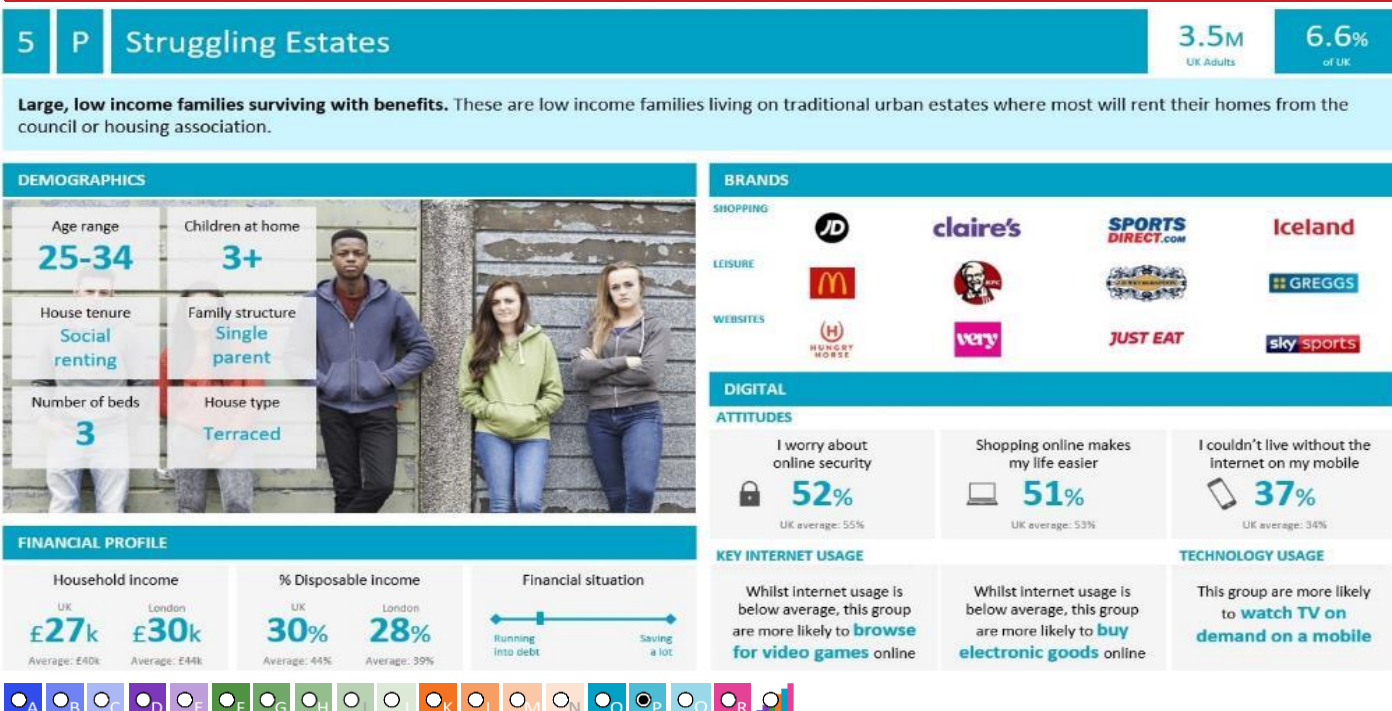 5 P Struggling Estates
3.5M
UK Adults
6.6%
of UK
Large, low income families surviving with benefits. These are low income families living on traditional urban estates where most will rent their homes from the
council or housing association.
DEMOGRAPHICS
Age range
25-34
Children at home
3+
House tenure
Social
renting
Family structure
Single
parent
Number of beds
3
House type
Terraced
FINANCIAL PROFILE
Household income
UK London
£27k £30k
Average: £40k Average: £44k
% Disposable income
UK London
30% 28%
Average: 44% Average: 39%
Financial situation
Running
into debt
Saving
a lot
BRANDS
SHOPPING
JD claire's SPORTS
DIRECT.COM
Iceland
LEISURE
M KFC J D WETHERSPOON GREGGS
WEBSITES
H
HUNGRY
HORSE
very JUST EAT sky sports
DIGITAL
ATTITUDES
I worry about
online security
52%
UK average: 55%
Shopping online makes
my life easier
51%
UK average: 53%
I couldn't live without the
internet on my mobile
37%
UK average: 34%
KEY INTERNET USAGE
Whilst internet usage is
below average, this group
are more likely to browse
for video games online
Whilst internet usage is
below average, this group
are more likely to buy
electronic goods online
TECHNOLOGY USAGE
This group are more likely
to watch TV on
demand on a mobile
A B C D E F G H I J K L M N O P Q R